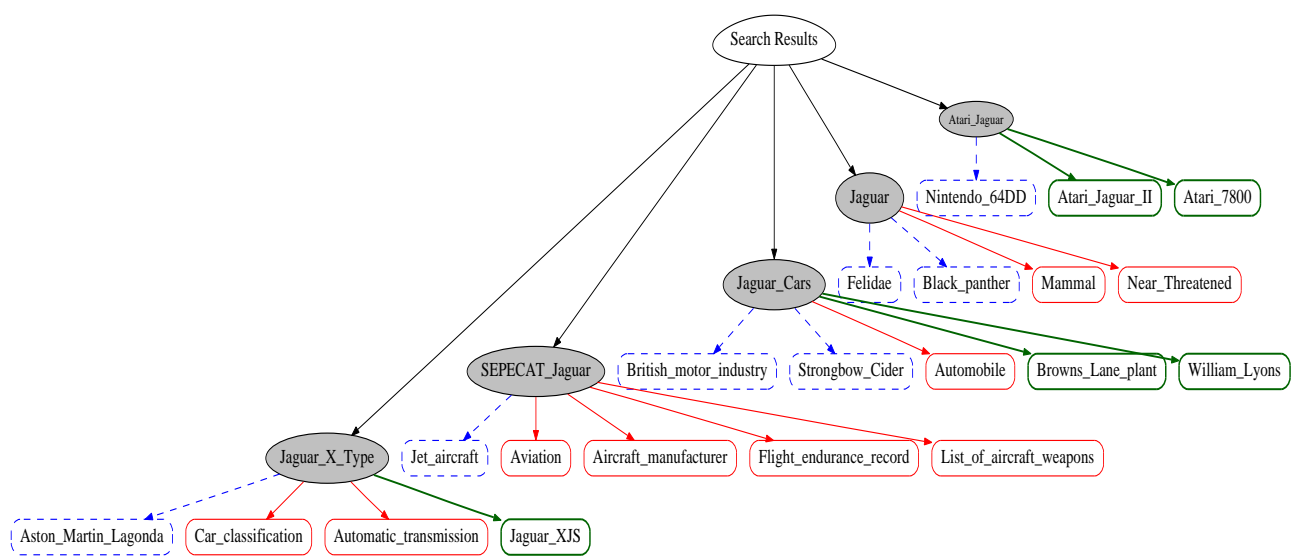 Search Results
Atari_Jaguar
Jaguar
Nintendo_64DD
Atari_Jaguar_II
Atari_7800
Jaguar_Cars
Felidae
Black_panther
Mammal
Near_Threatened
SEPECAT_Jaguar
British_motor_industry
Strongbow_Cider
Automobile
Browns_Lane_plant
William_Lyons
Jaguar_X_Type
Jet_aircraft
Aviation
Aircraft_manufacturer
Flight_endurance_record
List_of_aircraft_weapons
Aston_Martin_Lagonda
Car_classification
Automatic_transmission
Jaguar_XJS